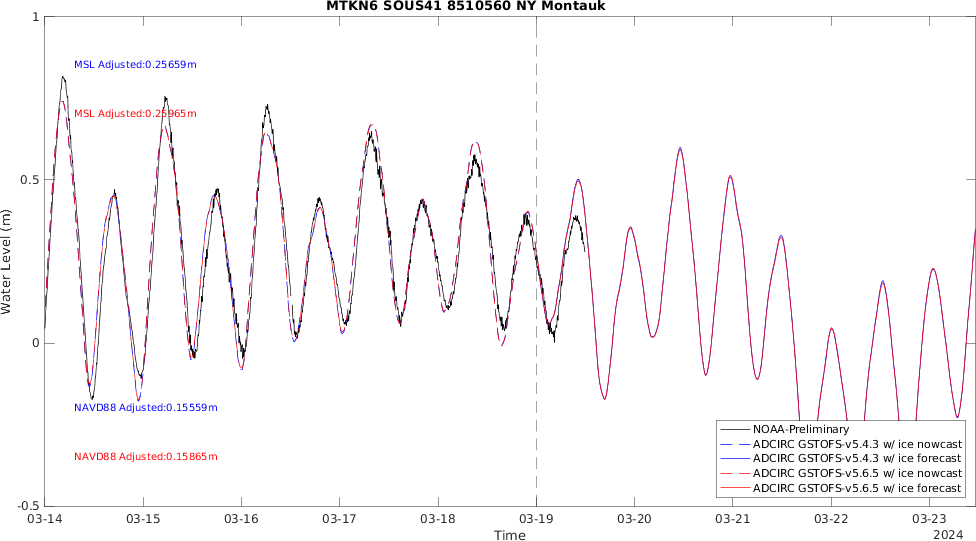 MTKN6 SOUS41 8510560 NY Montauk
1
MSL Adjusted:0.25659m
MSL Adjusted:0.25965m
0.5
Water Level (m)
0
NAVD88 Adjusted:0.15559m
NAVD88 Adjusted:0.15865m
NOAA-Preliminary
ADCIRC GSTOFS-v5.4.3 w/ ice nowcast
ADCIRC GSTOFS-v5.4.3 w/ ice forecast
ADCIRC GSTOFS-v5.6.5 w/ ice nowcast
ADCIRC GSTOFS-v5.6.5 w/ ice forecast
-0.5
03-14 03-15 03-16 03-17 03-18 03-19 03-20 03-21 03-22 03-23
Time
2024